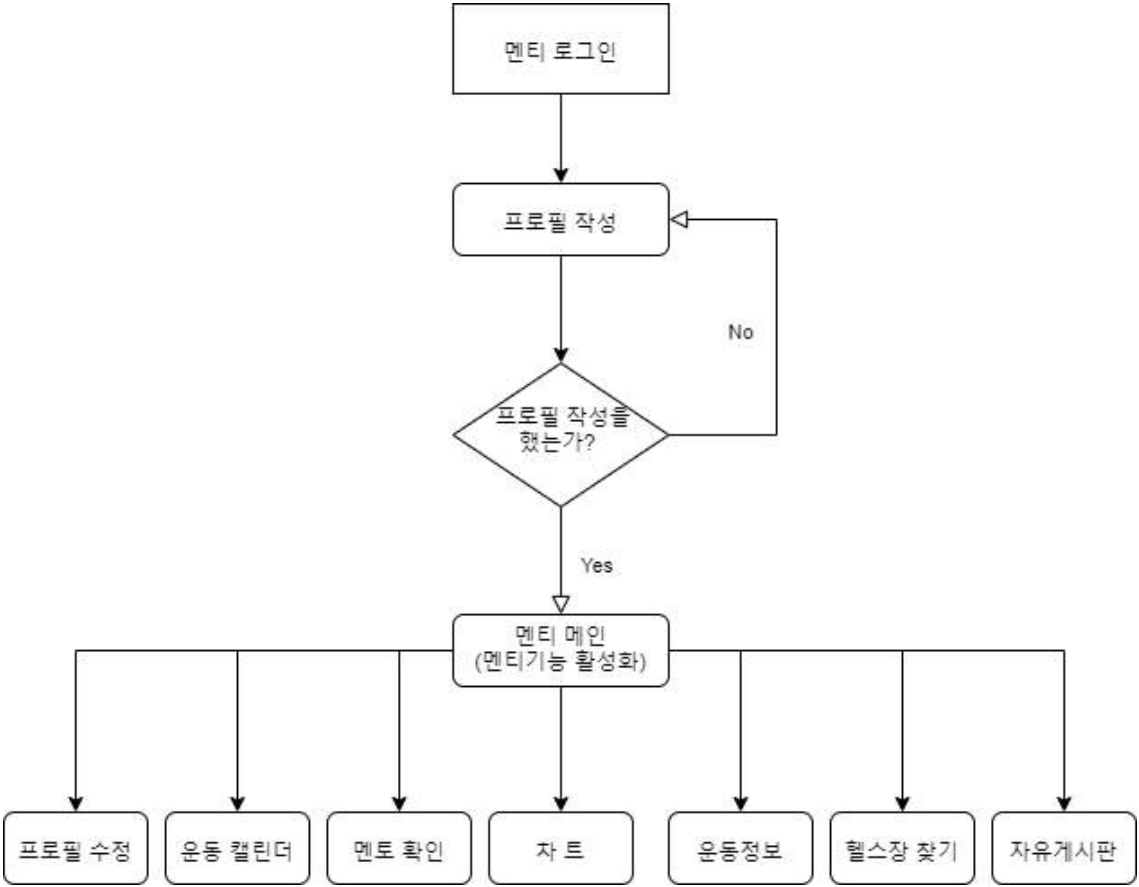 멘티 로그인
프로필 작성
No
프로필 작성을
했는가?
Yes
멘티 메인
(멘티기능 활성화)
프로필 수정
운동 캘린더
멘토 확인
차 트
운동정보
헬스장 찾기
자유게시판